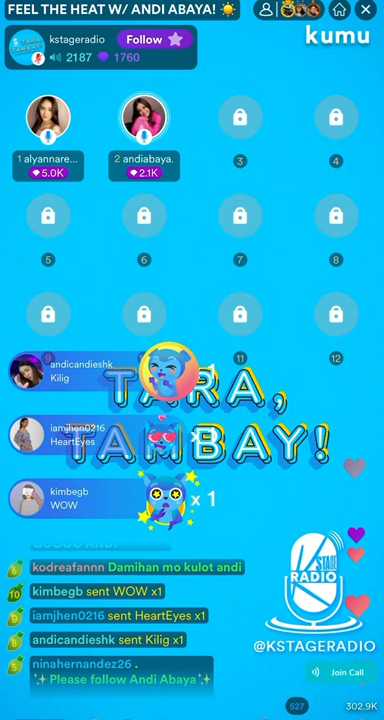 FEEL THE HEAT W/ ANDI ABAYA! ☀️
kumu
kstageradio
Follow
2187 1760
1 alyannare...
5.0K
2 andiabaya.
2.1K
3
4
5
6
7
8
9
11
12
andicandieshk
Kilig
TARA,
iamjhen0216
HeartEyes
TAMBAY!
kimbegb
WOW
x 1
K STAGE
RADIO
@KSTAGERADIO
kodreafannn Damihan mo kulot andi
10 kimbegb sent WOW x1
iamjhen0216 sent HeartEyes x1
andicandieshk sent Kilig x1
5 ninahernandez26 .
✨Please follow Andi Abaya✨
Join Call
527
302.9K